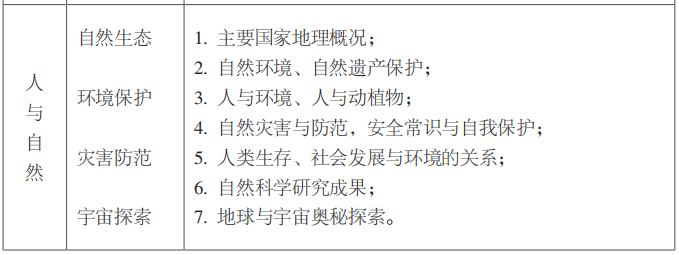 人与自然
自然生态
环境保护
灾害防范
宇宙探索
1. 主要国家地理概况；
2. 自然环境、自然遗产保护；
3. 人与环境、人与动植物；
4. 自然灾害与防范，安全常识与自我保护；
5. 人类生存、社会发展与环境的关系；
6. 自然科学研究成果；
7. 地球与宇宙奥秘探索。